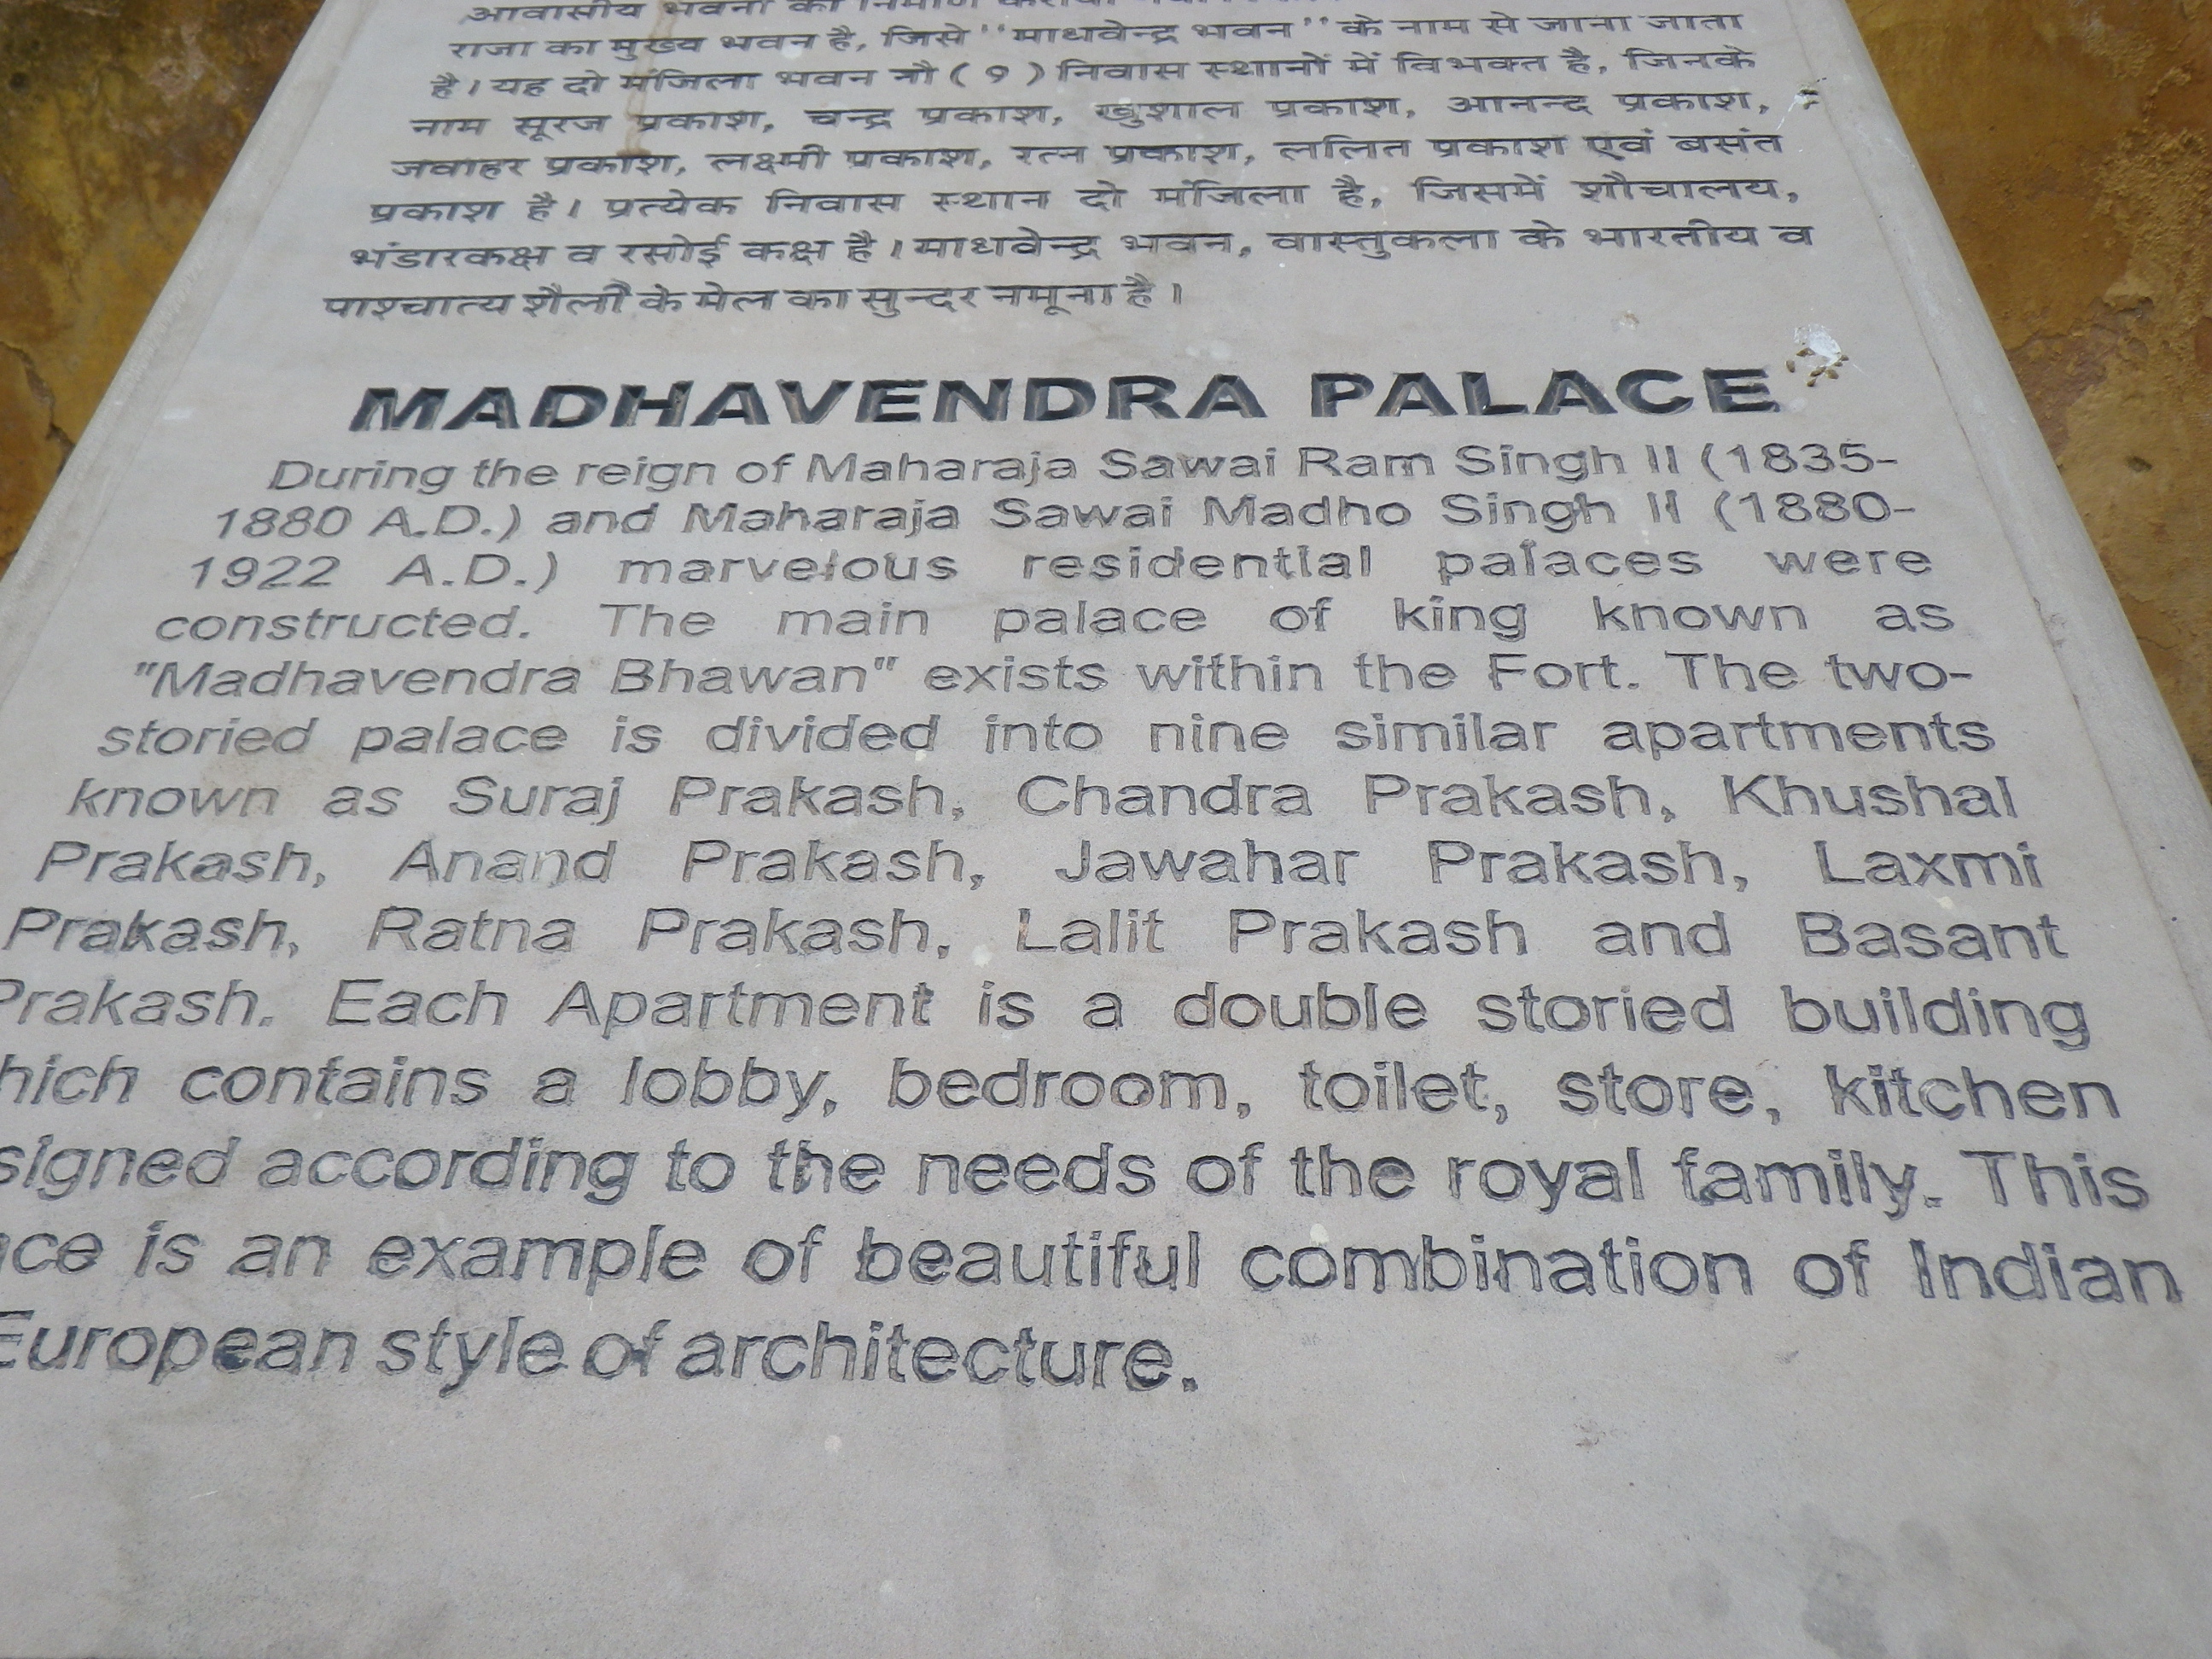 आवासीय भवनों का निर्माण
राजा का मुख्य भवन है, जिसे "माधवेन्द्र भवन" के नाम से जाना जाता
है। यह दो मंजिला भवन नौ ( ९ ) निवास स्थानों में विभक्त है, जिनके
नाम सूरज प्रकाश, चन्द्र प्रकाश, खुशाल प्रकाश, आनन्द प्रकाश,
जवाहर प्रकाश, लक्ष्मी प्रकाश, रत्न प्रकाश, ललित प्रकाश एवं बसंत
प्रकाश है। प्रत्येक निवास स्थान दो मंजिला है, जिसमें शौचालय,
भंडारकक्ष व रसोई कक्ष है। माधवेन्द्र भवन, वास्तुकला के भारतीय व
पाश्चात्य शैली के मेल का सुन्दर नमूना है।
MADHAVENDRA PALACE
During the reign of Maharaja Sawai Ram Singh II (1835-
1880 A.D.) and Maharaja Sawai Madho Singh II (1880-
1922 A.D.) marvelous residential palaces were
constructed. The main palace of king known as
"Madhavendra Bhawan" exists within the Fort. The two-
storied palace is divided into nine similar apartments
known as Suraj Prakash, Chandra Prakash, Khushal
Prakash, Anand Prakash, Jawahar Prakash, Laxmi
Prakash, Ratna Prakash, Lalit Prakash and Basant
Prakash. Each Apartment is a double storied building
hich contains a lobby, bedroom, toilet, store, kitchen
signed according to the needs of the royal family. This
ce is an example of beautiful combination of Indian
European style of architecture.